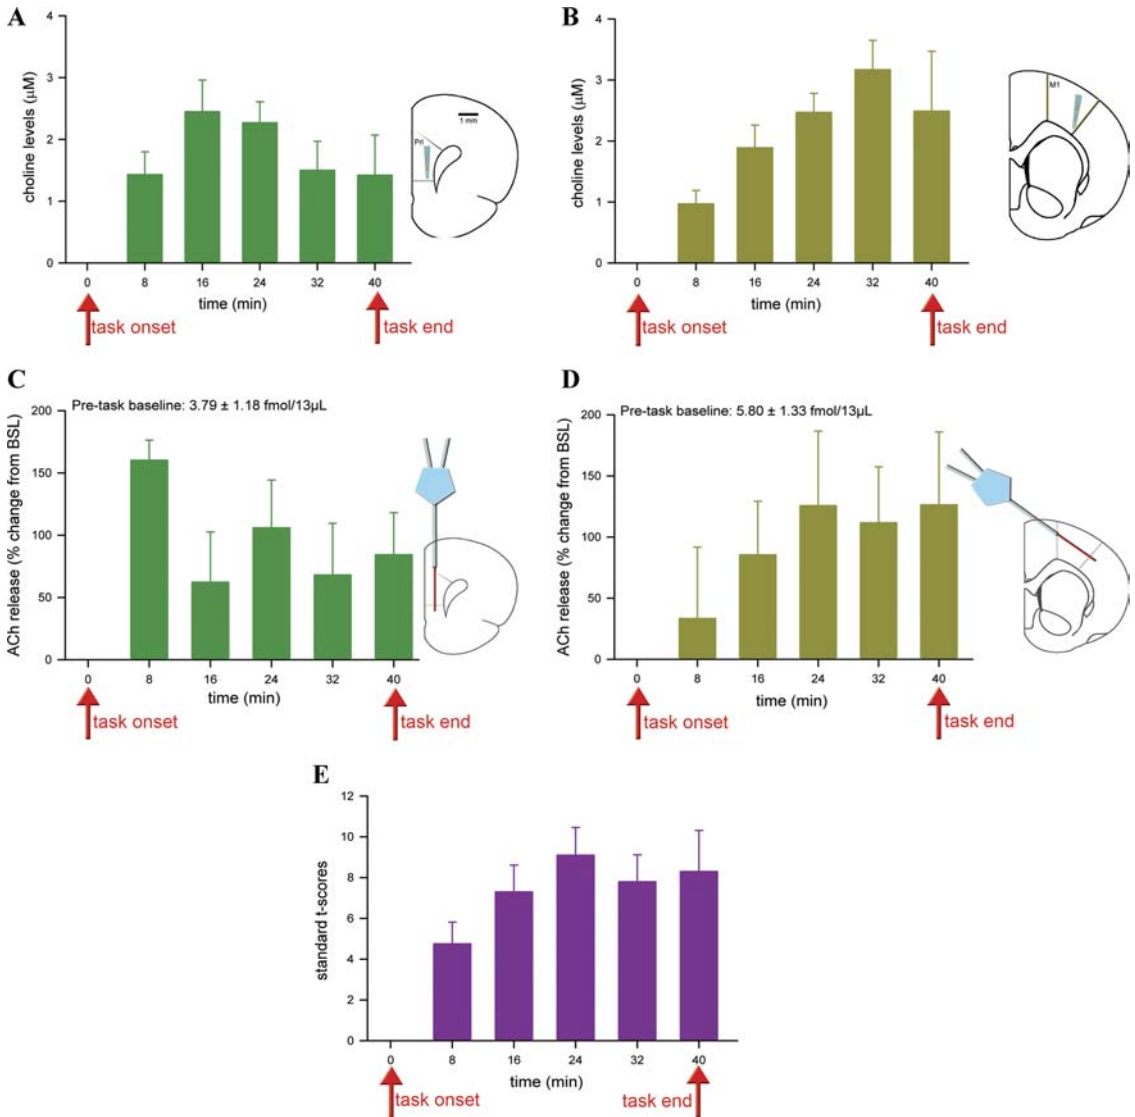 A
choline levels (µM)
4
3
2
1
0
0 8 16 24 32 40
time (min)
task onset
task end
1 mm
Prl
B
choline levels (µM)
4
3
2
1
0
0 8 16 24 32 40
time (min)
task onset
task end
M1
C
Pre-task baseline: 3.79 ± 1.18 fmol/13µL
ACh release (% change from BSL)
200
150
100
50
0
0 8 16 24 32 40
time (min)
task onset
task end
D
Pre-task baseline: 5.80 ± 1.33 fmol/13µL
ACh release (% change from BSL)
200
150
100
50
0
0 8 16 24 32 40
time (min)
task onset
task end
E
standard t-scores
12
10
8
6
4
2
0
0 8 16 24 32 40
time (min)
task onset
task end